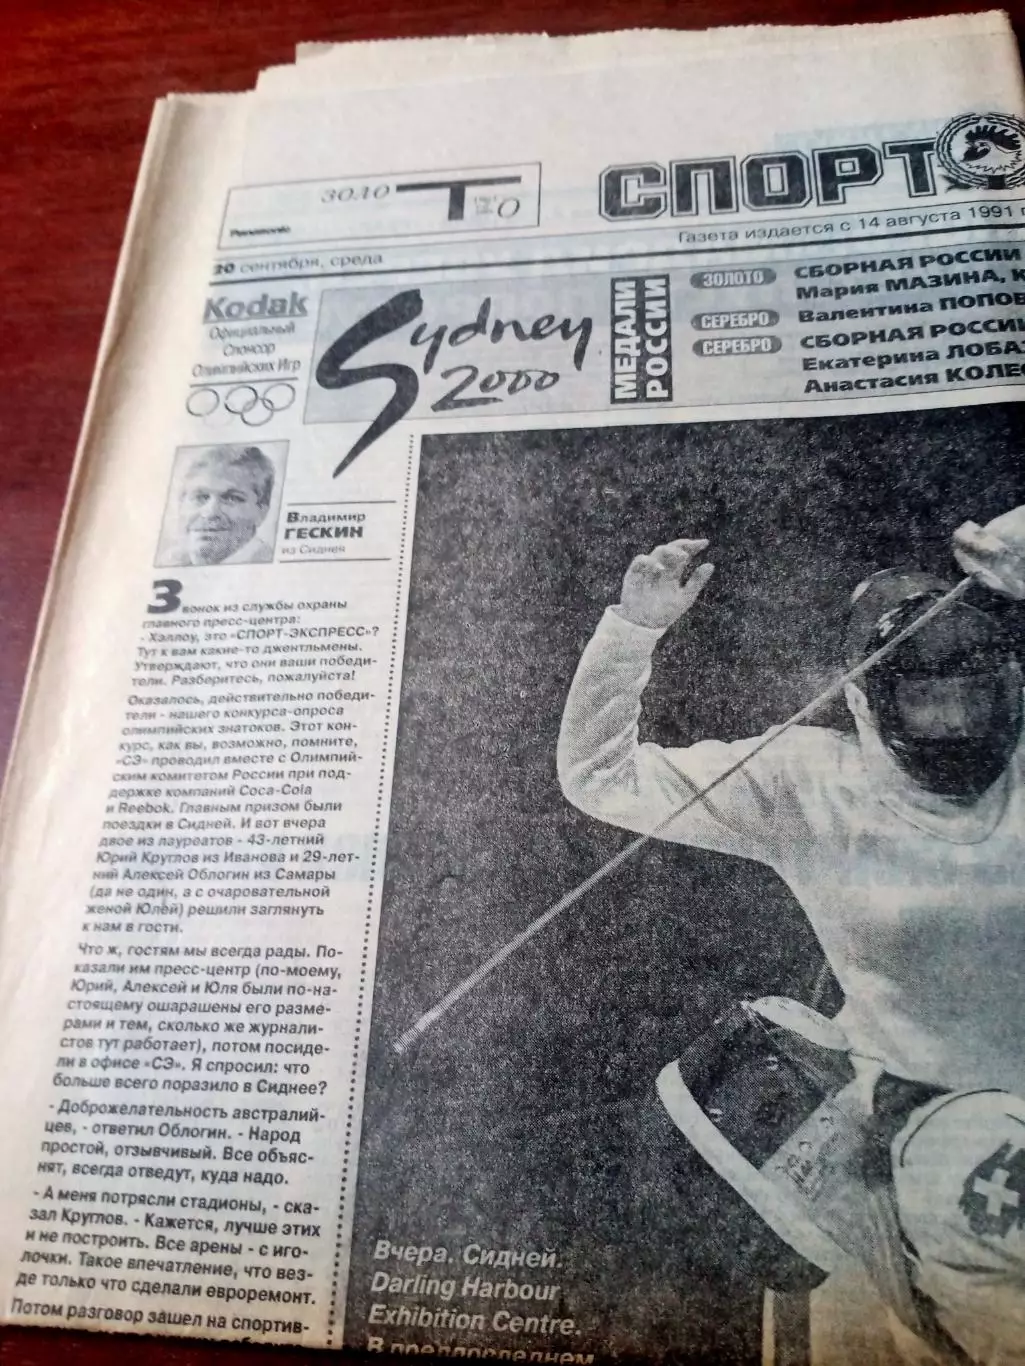 ЗОЛО
Т
О
Panasonic
СПОРТ
Газета издается с 14 августа 1991 г
20 сентября, среда
Kodak
Официальный
Спонсор
Олимпийских Игр
Sydney
2000
МЕДАЛИ
РОССИИ
ЗОЛОТО
СБОРНАЯ РОССИИ
Мария МАЗИНА, К
СЕРЕБРО
Валентина ПОПОВ
СЕРЕБРО
СБОРНАЯ РОССИ
Екатерина ЛОБА
Анастасия КОЛЕС
Владимир
ГЕСКИН
из Сиднея
Звонок из службы охраны
главного пресс-центра:
- Хэллоу, это «СПОРТ-ЭКСПРЕСС»?
Тут к вам какие-то джентльмены.
Утверждают, что они ваши победи-
тели. Разберитесь, пожалуйста!
Оказалось, действительно победи-
тели - нашего конкурса-опроса
олимпийских знатоков. Этот кон-
курс, как вы, возможно, помните,
«СЭ» проводил вместе с Олимпий-
ским комитетом России при под-
держке компаний Coca-Cola
и Reebok. Главным призом были
поездки в Сидней. И вот вчера
двое из лауреатов - 43-летний
Юрий Круглов из Иванова и 29-лет-
ний Алексей Облогин из Самары
(да не один, а с очаровательной
женой Юлей) решили заглянуть
к нам в гости.
Что ж, гостям мы всегда рады. По-
казали им пресс-центр (по-моему,
Юрий, Алексей и Юля были по-на-
стоящему ошарашены его разме-
рами и тем, сколько же журнали-
стов тут работает), потом посиде-
ли в офисе «СЭ». Я спросил: что
больше всего поразило в Сиднее?
- Доброжелательность австралий-
цев, - ответил Облогин. - Народ
простой, отзывчивый. Все объяс-
нят, всегда отведут, куда надо.
- А меня потрясли стадионы, - ска-
зал Круглов. - Кажется, лучше этих
и не построить. Все арены - с иго-
лочки. Такое впечатление, что вез-
де только что сделали евроремонт.
Потом разговор зашел на спортив-
Вчера. Сидней.
Darling Harbour
Exhibition Centre.
В предпоследнем